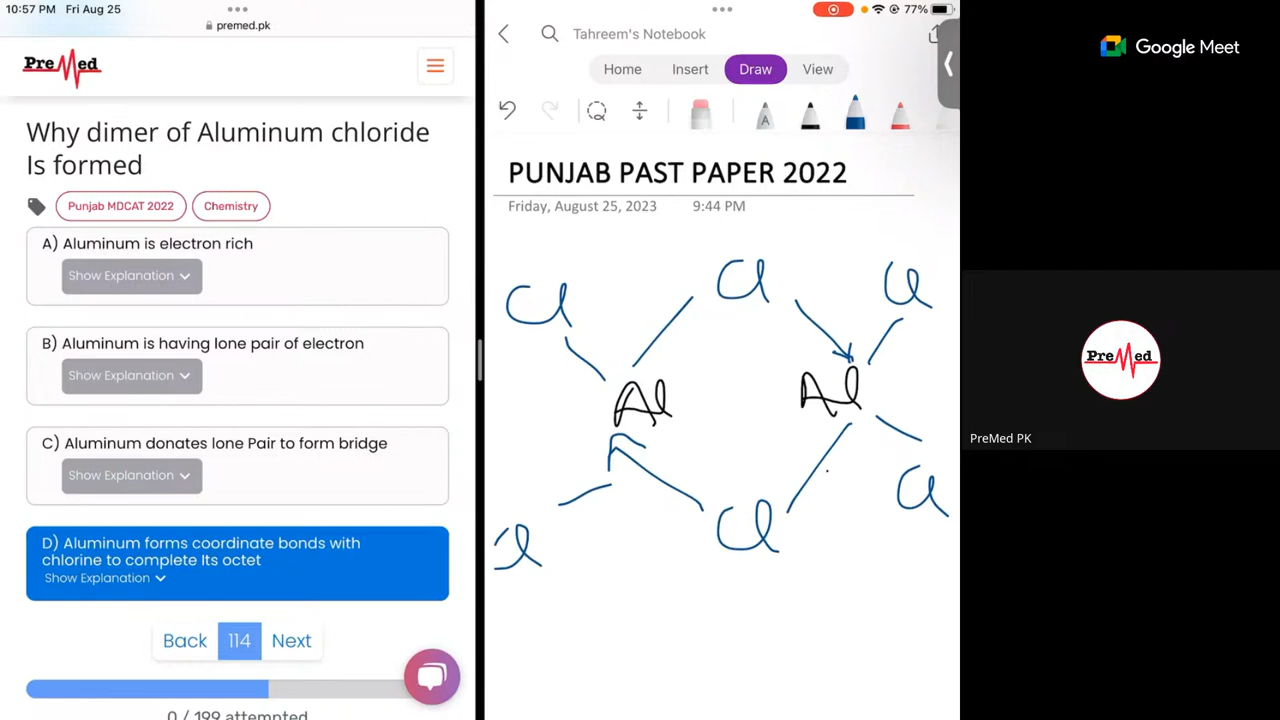 10:57 PM Fri Aug 25
premed.pk
PreMed
Why dimer of Aluminum chloride
Is formed
Punjab MDCAT 2022
Chemistry
A) Aluminum is electron rich
Show Explanation
B) Aluminum is having lone pair of electron
Show Explanation
C) Aluminum donates lone Pair to form bridge
Show Explanation
D) Aluminum forms coordinate bonds with
chlorine to complete Its octet
Show Explanation
Back 114 Next
0 / 199 attempted
77%
Tahreem's Notebook
Home Insert Draw View
A
PUNJAB PAST PAPER 2022
Friday, August 25, 2023 9:44 PM
Cl Cl Cl
Al Al
Cl Cl Cl
Google Meet
PreMed
PreMed PK